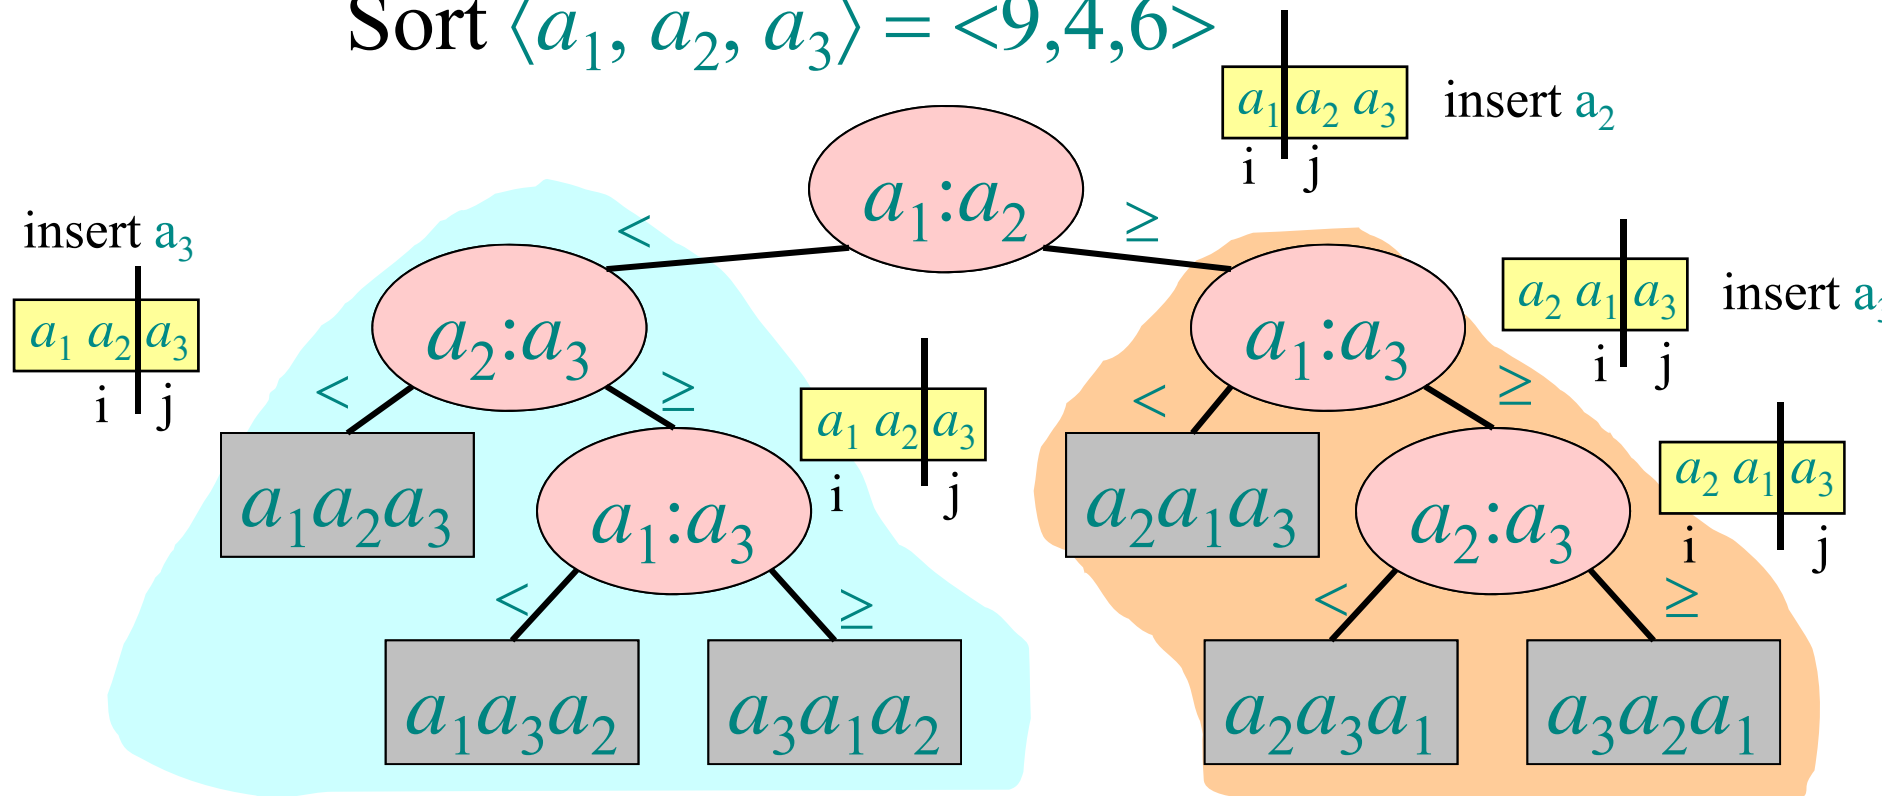 Sort ⟨a₁, a₂, a₃⟩ = <9,4,6>
a₁ a₂ a₃
insert a₂
i j
a₁:a₂
< ≥
insert a₃
a₁ a₂ a₃
i j
a₂:a₃
< ≥
a₁:a₃
< ≥
a₂ a₁ a₃
insert a
i j
a₁ a₂ a₃
i j
a₂ a₁ a₃
i j
a₁a₂a₃
a₁:a₃
< ≥
a₂a₁a₃
a₂:a₃
< ≥
a₁a₃a₂
a₃a₁a₂
a₂a₃a₁
a₃a₂a₁